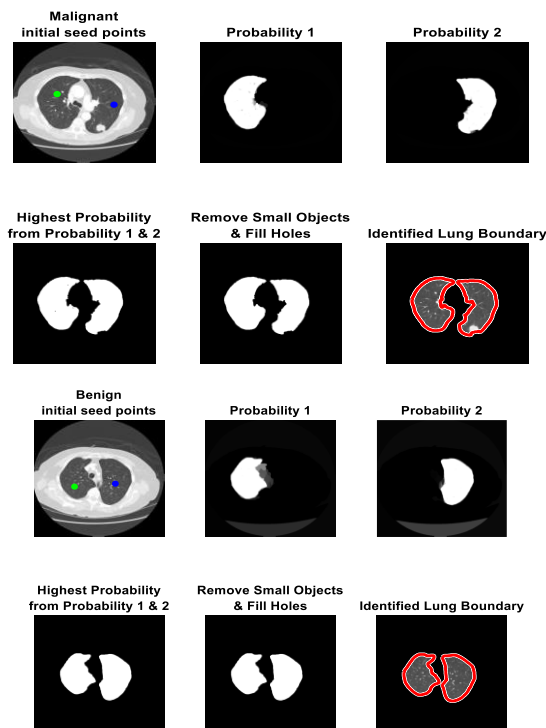 Malignant
initial seed points
Probability 1
Probability 2
Highest Probability
from Probability 1 & 2
Remove Small Objects
& Fill Holes
Identified Lung Boundary
Benign
initial seed points
Probability 1
Probability 2
Highest Probability
from Probability 1 & 2
Remove Small Objects
& Fill Holes
Identified Lung Boundary